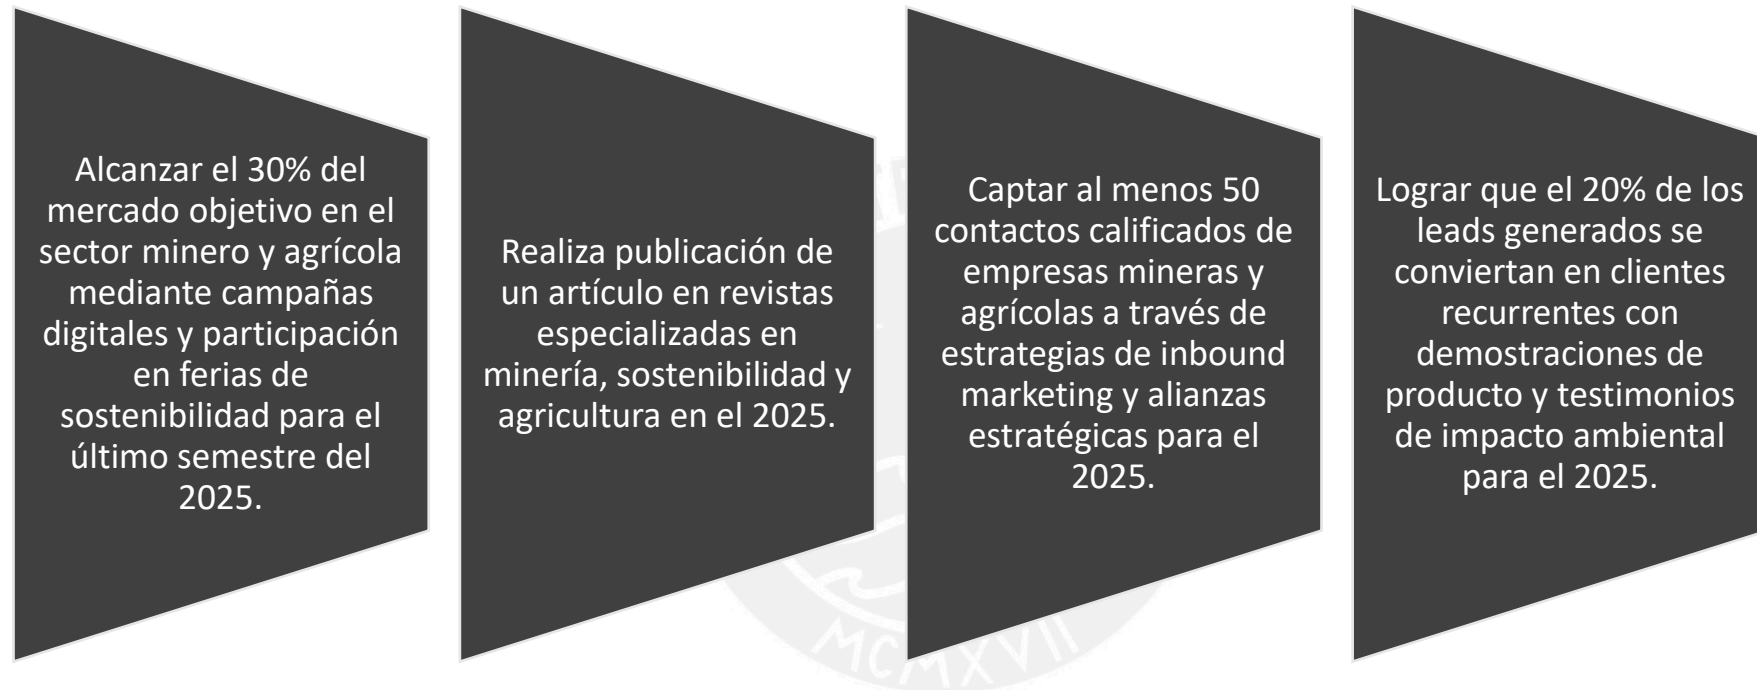 Alcanzar el 30% del
mercado objetivo en el
sector minero y agrícola
mediante campañas
digitales y participación
en ferias de
sostenibilidad para el
último semestre del
2025.
Realiza publicación de
un artículo en revistas
especializadas en
minería, sostenibilidad y
agricultura en el 2025.
Captar al menos 50
contactos calificados de
empresas mineras y
agrícolas a través de
estrategias de inbound
marketing y alianzas
estratégicas para el
2025.
Lograr que el 20% de los
leads generados se
conviertan en clientes
recurrentes con
demostraciones de
producto y testimonios
de impacto ambiental
para el 2025.
MCMXVII